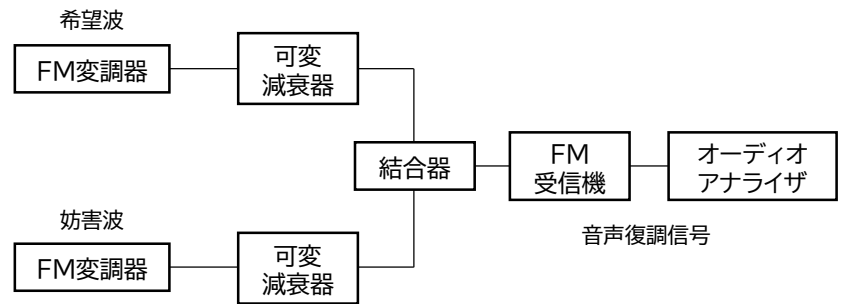 希望波
FM変調器
可変
減衰器
結合器
FM
受信機
オーディオ
アナライザ
妨害波
FM変調器
可変
減衰器
音声復調信号